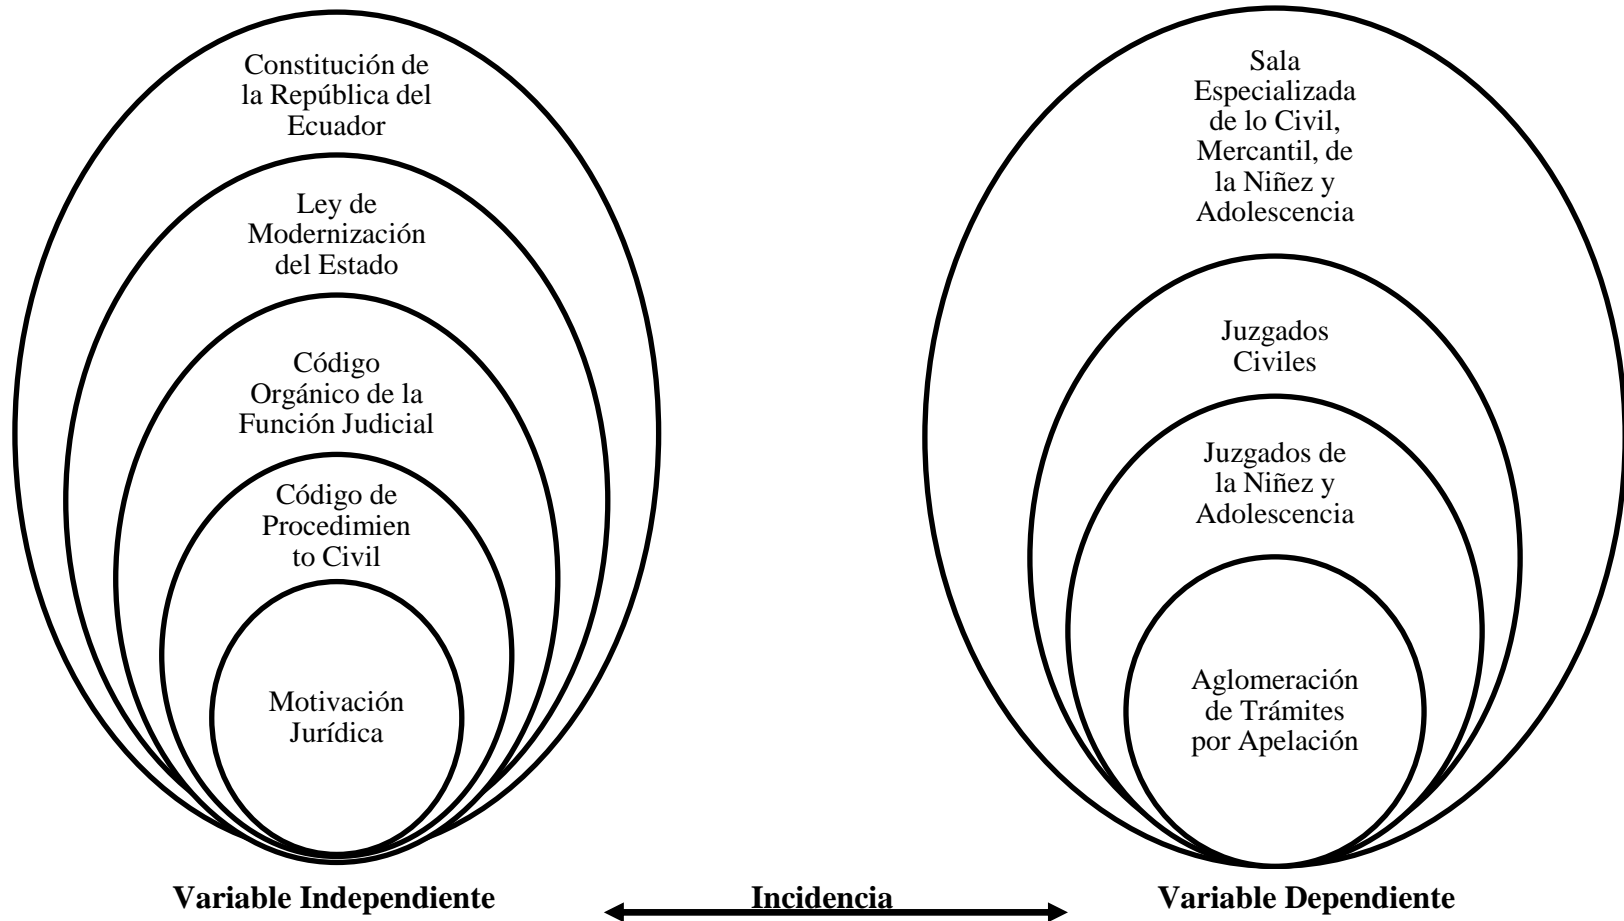 Constitución de
la República del
Ecuador
Ley de
Modernización
del Estado
Código
Orgánico de la
Función Judicial
Código de
Procedimien
to Civil
Motivación
Jurídica
Variable Independiente
Incidencia
Sala
Especializada
de lo Civil,
Mercantil, de
la Niñez y
Adolescencia
Juzgados
Civiles
Juzgados de
la Niñez y
Adolescencia
Aglomeración
de Trámites
por Apelación
Variable Dependiente